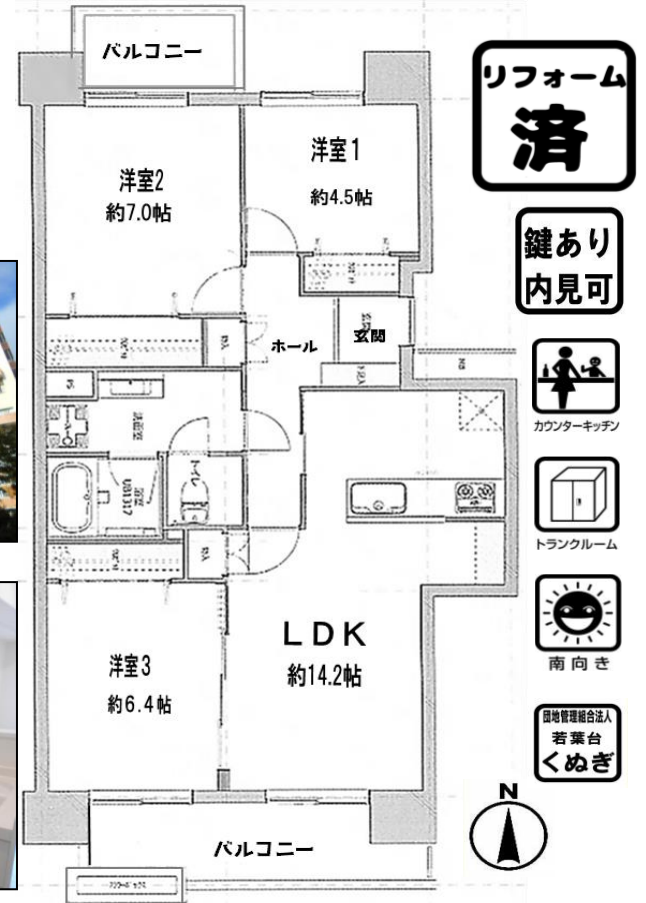 バルコニー
リフォーム
済
洋室1
約4.5帖
洋室2
約7.0帖
鍵あり
内見可
ホール
玄関
カウンターキッチン
トイレ
トランクルーム
LDK
約14.2帖
洋室3
約6.4帖
南向き
団地管理組合法人
若葉台
くぬぎ
N
バルコニー